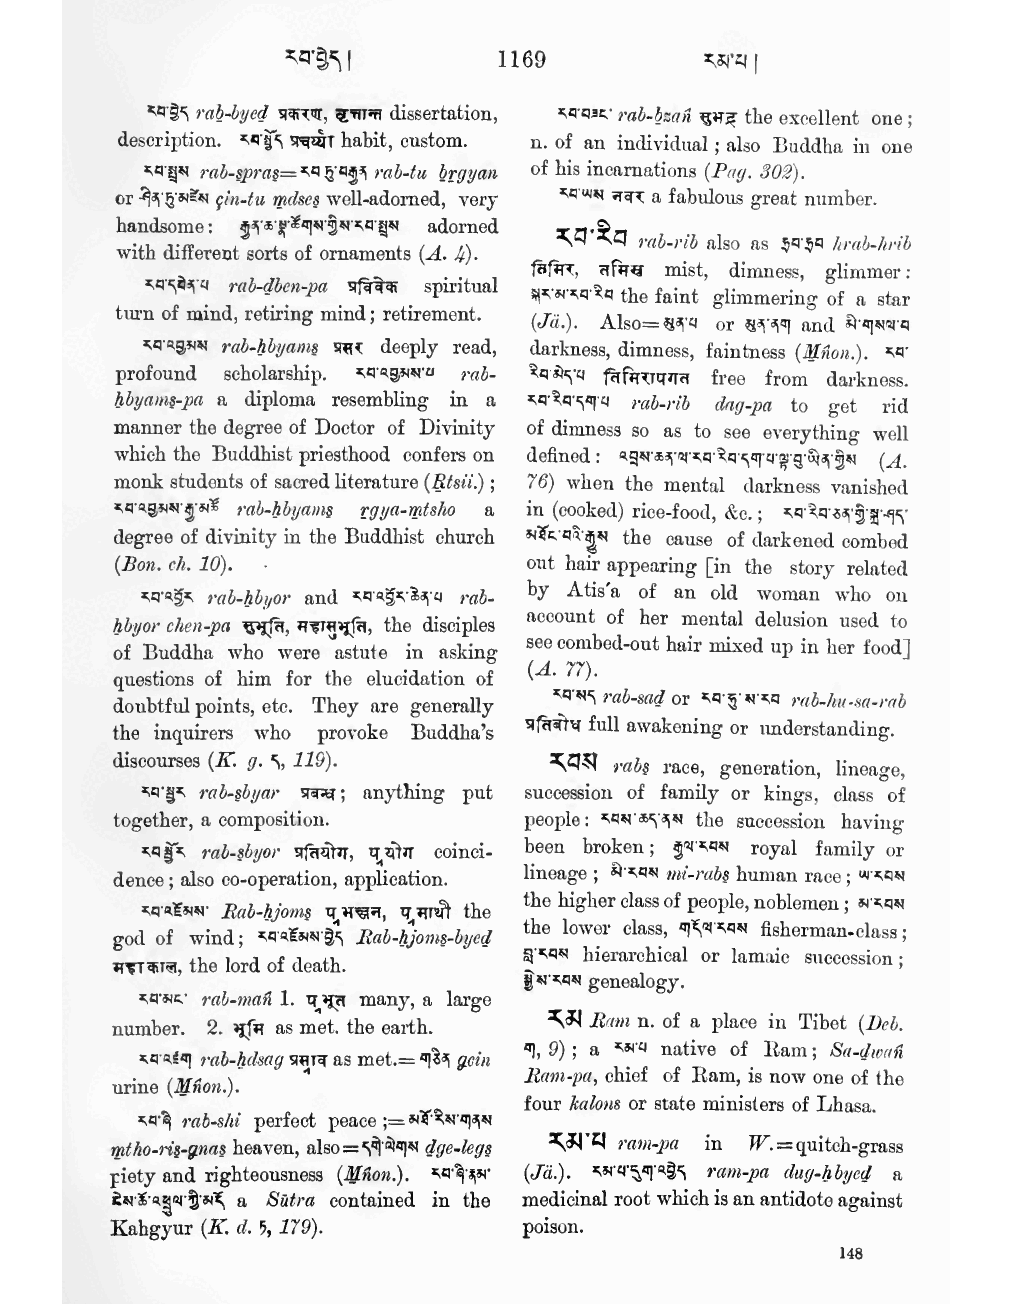 རབ་བྱེད། 1169 རམ་པ།
རབ་བྱེད rab-byed प्रकरण, वृत्तान्त dissertation,
description. རབ་སྤྱོད प्रचर्य्या habit, custom.
རབ་སྤྲས rab-spras=རབ་ཏུ་བརྒྱན rab-tu brgyan
or ཤིན་ཏུ་མཛེས çin-tu mdses well-adorned, very
handsome: རྒྱན་ཆ་སྣ་ཚོགས་ཀྱིས་རབ་སྤྲས adorned
with different sorts of ornaments (A. 4).
རབ་དབེན་པ rab-dben-pa प्रविवेक spiritual
turn of mind, retiring mind; retirement.
རབ་འབྱམས rab-ḥbyams प्रसर deeply read,
profound scholarship. རབ་འབྱམས་པ rab-
ḥbyams-pa a diploma resembling in a
manner the degree of Doctor of Divinity
which the Buddhist priesthood confers on
monk students of sacred literature (Rtsii.);
རབ་འབྱམས་རྒྱ་མཚོ rab-ḥbyams rgya-mtsho a
degree of divinity in the Buddhist church
(Bon. ch. 10).
རབ་འབྱོར rab-ḥbyor and རབ་འབྱོར་ཆེན་པ rab-
ḥbyor chen-pa सुभूति, महासुभूति, the disciples
of Buddha who were astute in asking
questions of him for the elucidation of
doubtful points, etc. They are generally
the inquirers who provoke Buddha's
discourses (K. g. ད, 119).
རབ་སྦྱར rab-sbyar प्रबन्ध; anything put
together, a composition.
རབ་སྦྱོར rab-sbyor प्रतियोग, प्रयोग coinci-
dence; also co-operation, application.
རབ་འཇོམས་ Rab-ḥjoms प्रभञ्जन, प्रमाथी the
god of wind; རབ་འཇོམས་བྱེད Rab-ḥjoms-byed
महाकाल, the lord of death.
རབ་མང་ rab-mañ 1. प्रभूत many, a large
number. 2. भूमि as met. the earth.
རབ་འཛག rab-ḥdsag प्रस्राव as met.=གཅིན gcin
urine (Mñon.).
རབ་ཞི rab-shi perfect peace;=མཐོ་རིས་གནས
mtho-ris-gnas heaven, also=དགེ་ལེགས dge-legs
piety and righteousness (Mñon.). རབ་ཞི་རྣམ་
ངེས་ཆོ་འཕྲུལ་གྱི་མདོ a Sūtra contained in the
Kahgyur (K. d. ཏ, 179).
རབ་བཟང་ rab-bzañ सुभद्र the excellent one;
n. of an individual; also Buddha in one
of his incarnations (Pag. 302).
རབ་ཡས नवर a fabulous great number.
རབ་རིབ rab-rib also as ཧྲབ་ཧྲིབ hrab-hrib
तिमिर, तमिस्र mist, dimness, glimmer:
སྐར་མ་རབ་རིབ the faint glimmering of a star
(Jä.). Also=མུན་པ or མུན་ནག and མི་གསལ་བ
darkness, dimness, faintness (Mñon.). རབ་
རིབ་མེད་པ तिमिरापगत free from darkness.
རབ་རིབ་དག་པ rab-rib dag-pa to get rid
of dimness so as to see everything well
defined: འབྲས་ཆན་ལ་རབ་རིབ་དག་པ་ལྟ་བུ་ཡིན་གྱིས (A.
76) when the mental darkness vanished
in (cooked) rice-food, &c.; རབ་རིབ་ཅན་གྱི་སྐྲ་ཤད་
མཐོང་བའི་རྒྱུས the cause of darkened combed
out hair appearing [in the story related
by Atis´a of an old woman who on
account of her mental delusion used to
see combed-out hair mixed up in her food]
(A. 77).
རབ་སད rab-sad or རབ་ཧུ་ས་རབ rab-hu-sa-rab
प्रतिबोध full awakening or understanding.
རབས rabs race, generation, lineage,
succession of family or kings, class of
people: རབས་ཆད་ནས the succession having
been broken; རྒྱལ་རབས royal family or
lineage; མི་རབས mi-rabs human race; ཡ་རབས
the higher class of people, noblemen; མ་རབས
the lower class, གདོལ་རབས fisherman-class;
བླ་རབས hierarchical or lamaic succession;
སྐྱེས་རབས genealogy.
རམ Ram n. of a place in Tibet (Deb.
ག, 9); a རམ་པ native of Ram; Sa-dwañ
Ram-pa, chief of Ram, is now one of the
four kalons or state ministers of Lhasa.
རམ་པ ram-pa in W.=quitch-grass
(Jä.). རམ་པ་དུག་འབྱེད ram-pa dug-ḥbyed a
medicinal root which is an antidote against
poison.
148